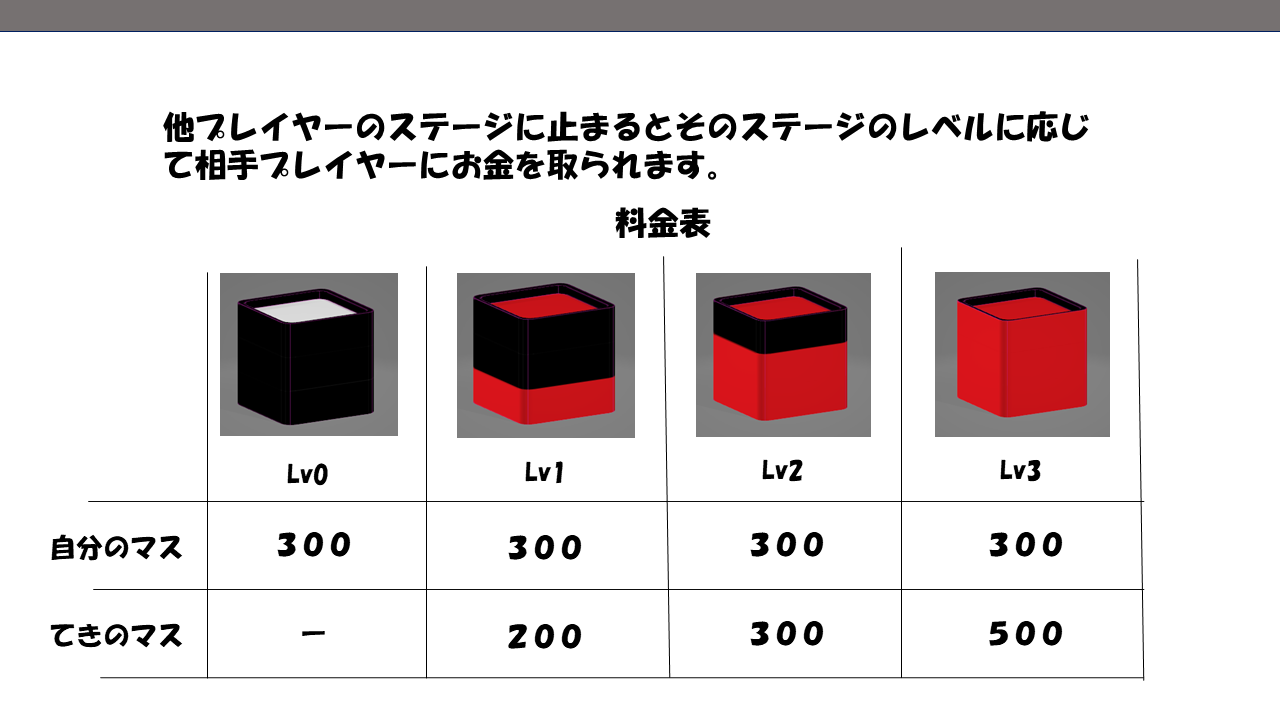 他プレイヤーのステージに止まるとそのステージのレベルに応じ
て相手プレイヤーにお金を取られます。
料金表
Lv0 Lv1 Lv2 Lv3
自分のマス 300 300 300 300
てきのマス ー 200 300 500